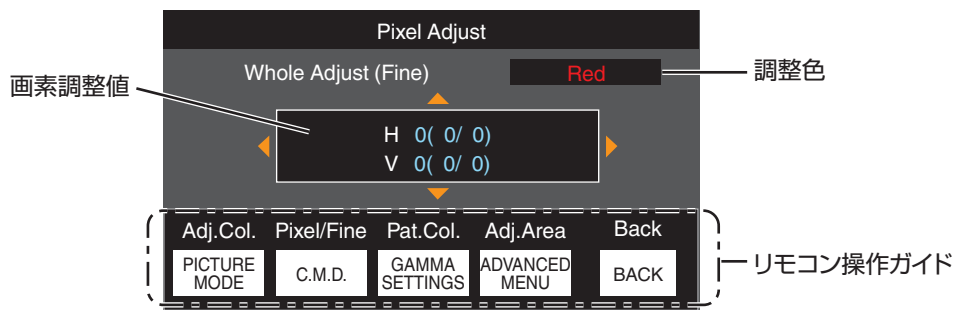 Pixel Adjust
Whole Adjust (Fine) Red
画素調整値
調整色
H 0( 0/ 0)
V 0( 0/ 0)
Adj.Col. Pixel/Fine Pat.Col. Adj.Area Back
PICTURE MODE C.M.D. GAMMA SETTINGS ADVANCED MENU BACK
リモコン操作ガイド